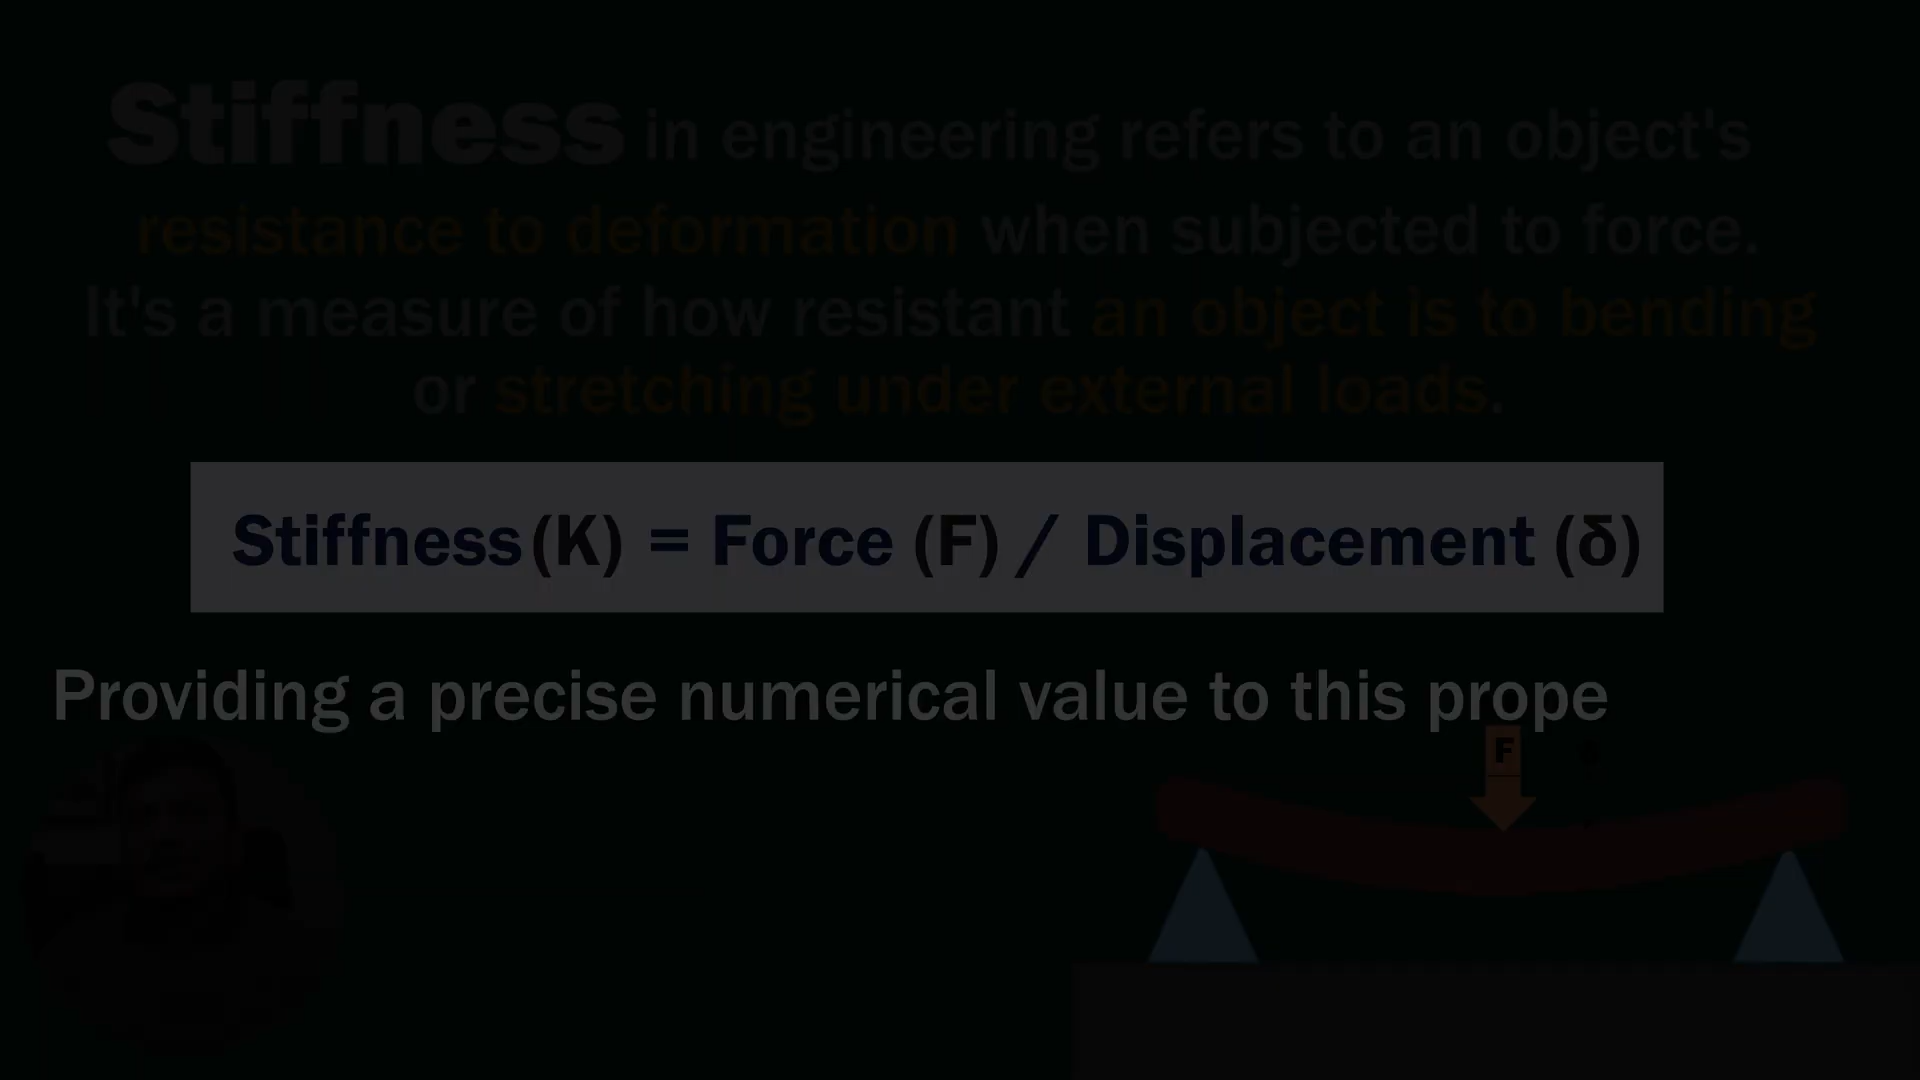 Stiffness in engineering refers to an object's
resistance to deformation when subjected to force.
It's a measure of how resistant an object is to bending
or stretching under external loads.
Stiffness (K) = Force (F) / Displacement (δ)
Providing a precise numerical value to this prope
F